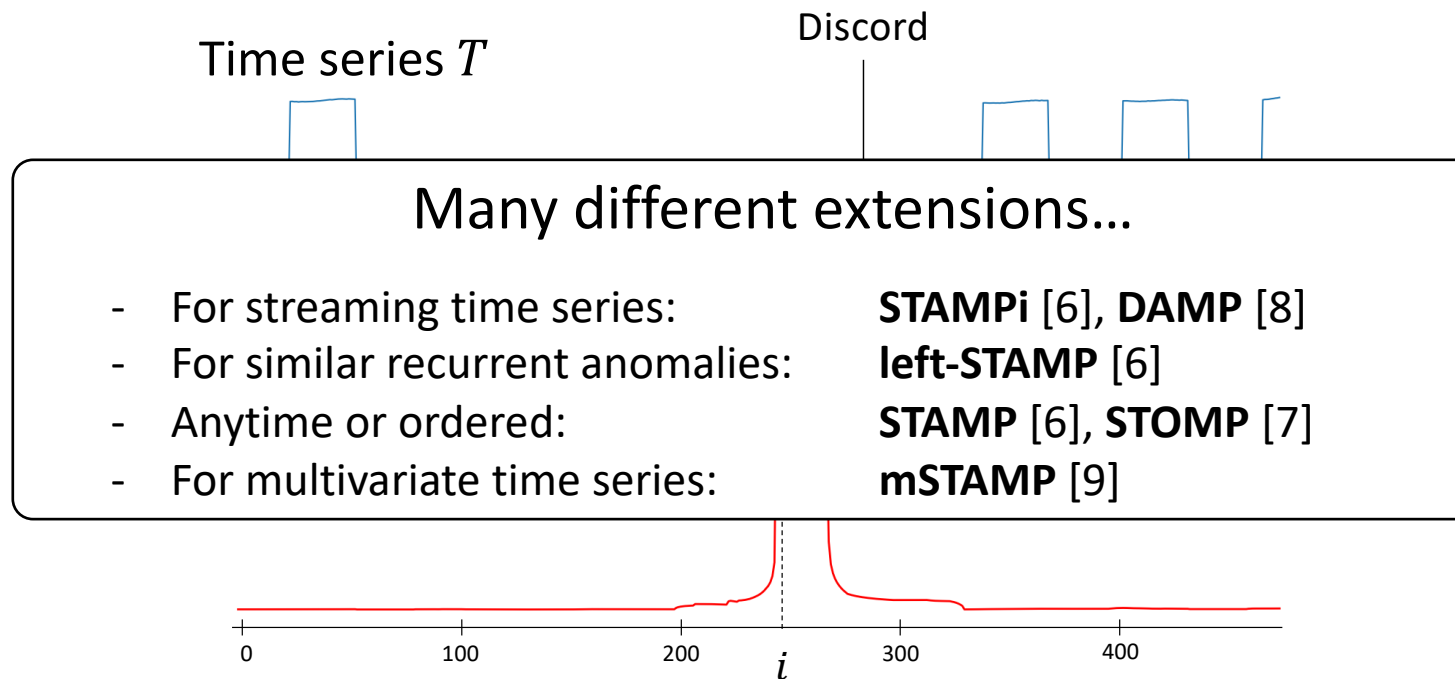 Discord
Time series T
Many different extensions...
- For streaming time series: STAMPi [6], DAMP [8]
- For similar recurrent anomalies: left-STAMP [6]
- Anytime or ordered: STAMP [6], STOMP [7]
- For multivariate time series: mSTAMP [9]
0 100 200 300 400
i